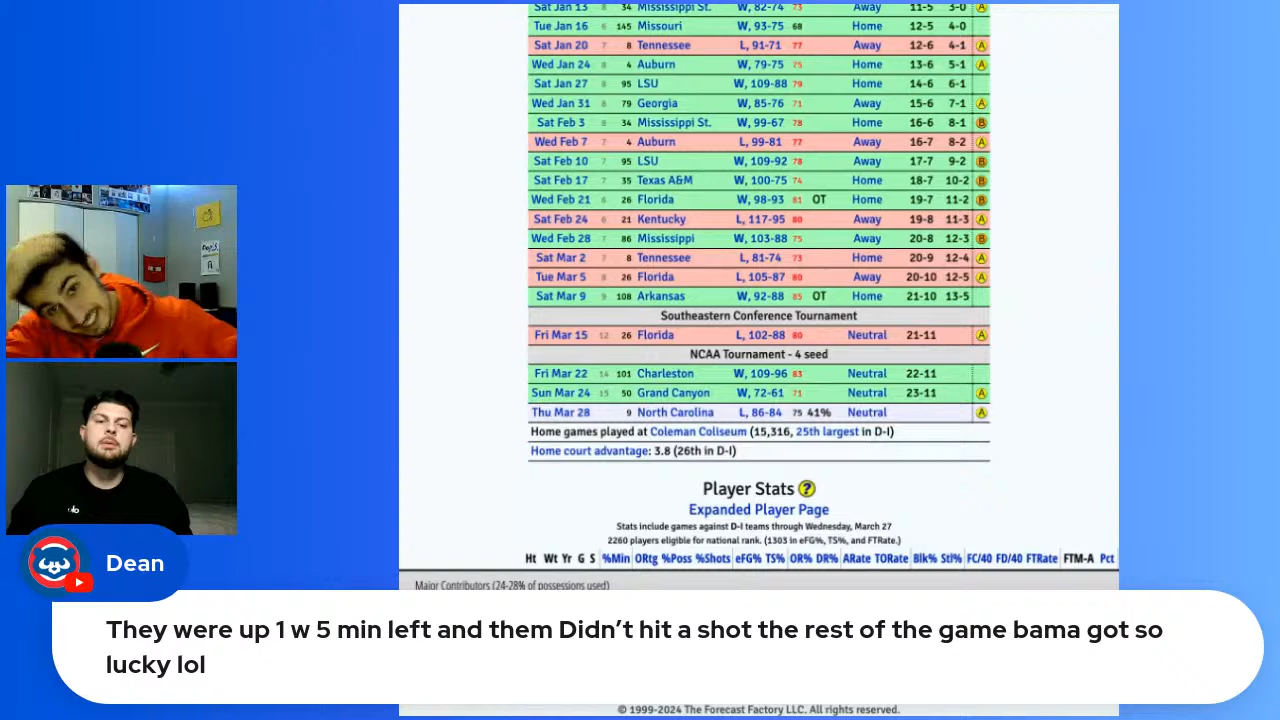 Sat Jan 13 8 34 Mississippi St. W, 82-74 73 Away 11-5 3-0 A
Tue Jan 16 6 145 Missouri W, 93-75 68 Home 12-5 4-0
Sat Jan 20 7 8 Tennessee L, 91-71 77 Away 12-6 4-1 A
Wed Jan 24 8 4 Auburn W, 79-75 75 Home 13-6 5-1 A
Sat Jan 27 8 95 LSU W, 109-88 79 Home 14-6 6-1
Wed Jan 31 8 79 Georgia W, 85-76 71 Away 15-6 7-1 A
Sat Feb 3 8 34 Mississippi St. W, 99-67 78 Home 16-6 8-1 B
Wed Feb 7 7 4 Auburn L, 99-81 77 Away 16-7 8-2 A
Sat Feb 10 7 95 LSU W, 109-92 78 Away 17-7 9-2 B
Sat Feb 17 7 35 Texas A&M W, 100-75 74 Home 18-7 10-2 B
Wed Feb 21 6 26 Florida W, 98-93 81 OT Home 19-7 11-2 B
Sat Feb 24 6 21 Kentucky L, 117-95 80 Away 19-8 11-3 A
Wed Feb 28 7 86 Mississippi W, 103-88 75 Away 20-8 12-3 B
Sat Mar 2 7 8 Tennessee L, 81-74 73 Home 20-9 12-4 A
Tue Mar 5 8 26 Florida L, 105-87 80 Away 20-10 12-5 A
Sat Mar 9 9 108 Arkansas W, 92-88 85 OT Home 21-10 13-5
Southeastern Conference Tournament
Fri Mar 15 12 26 Florida L, 102-88 80 Neutral 21-11 A
NCAA Tournament - 4 seed
Fri Mar 22 14 101 Charleston W, 109-96 83 Neutral 22-11
Sun Mar 24 15 50 Grand Canyon W, 72-61 71 Neutral 23-11 A
Thu Mar 28 9 North Carolina L, 86-84 75 41% Neutral A
Home games played at Coleman Coliseum (15,316, 25th largest in D-I)
Home court advantage: 3.8 (26th in D-I)
Player Stats ?
Expanded Player Page
Stats include games against D-I teams through Wednesday, March 27
2260 players eligible for national rank. (1303 in eFG%, TS%, and FTRate.)
Ht Wt Yr G S %Min ORtg %Poss %Shots eFG% TS% OR% DR% ARate TORate Blk% Stl% FC/40 FD/40 FTRate FTM-A Pct
Major Contributors (24-28% of possessions used)
Dean
They were up 1 w 5 min left and them Didn't hit a shot the rest of the game bama got so
lucky lol
© 1999-2024 The Forecast Factory LLC. All rights reserved.